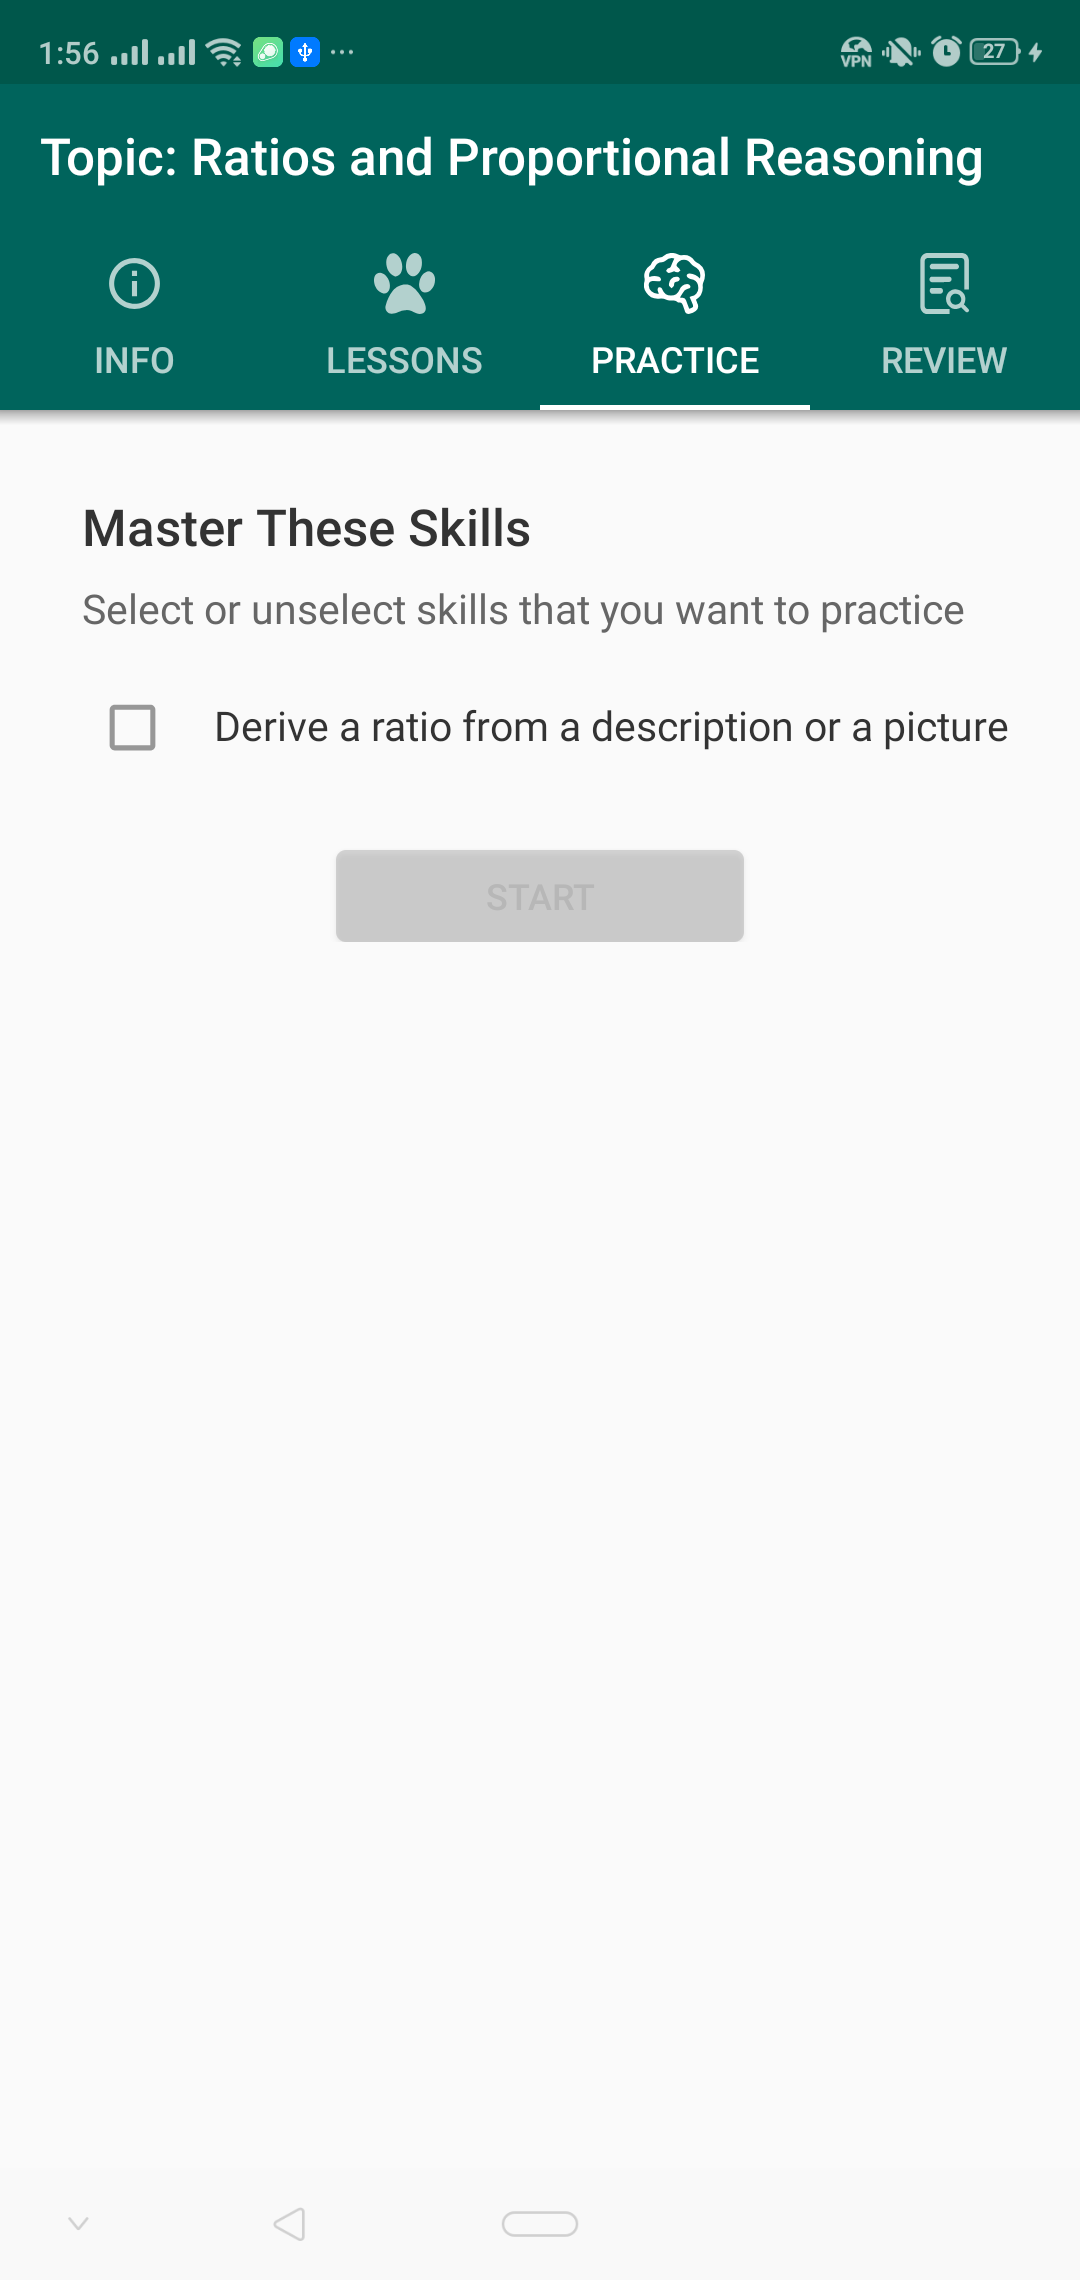 1:56
VPN
27
Topic: Ratios and Proportional Reasoning
INFO
LESSONS
PRACTICE
REVIEW
Master These Skills
Select or unselect skills that you want to practice
Derive a ratio from a description or a picture
START